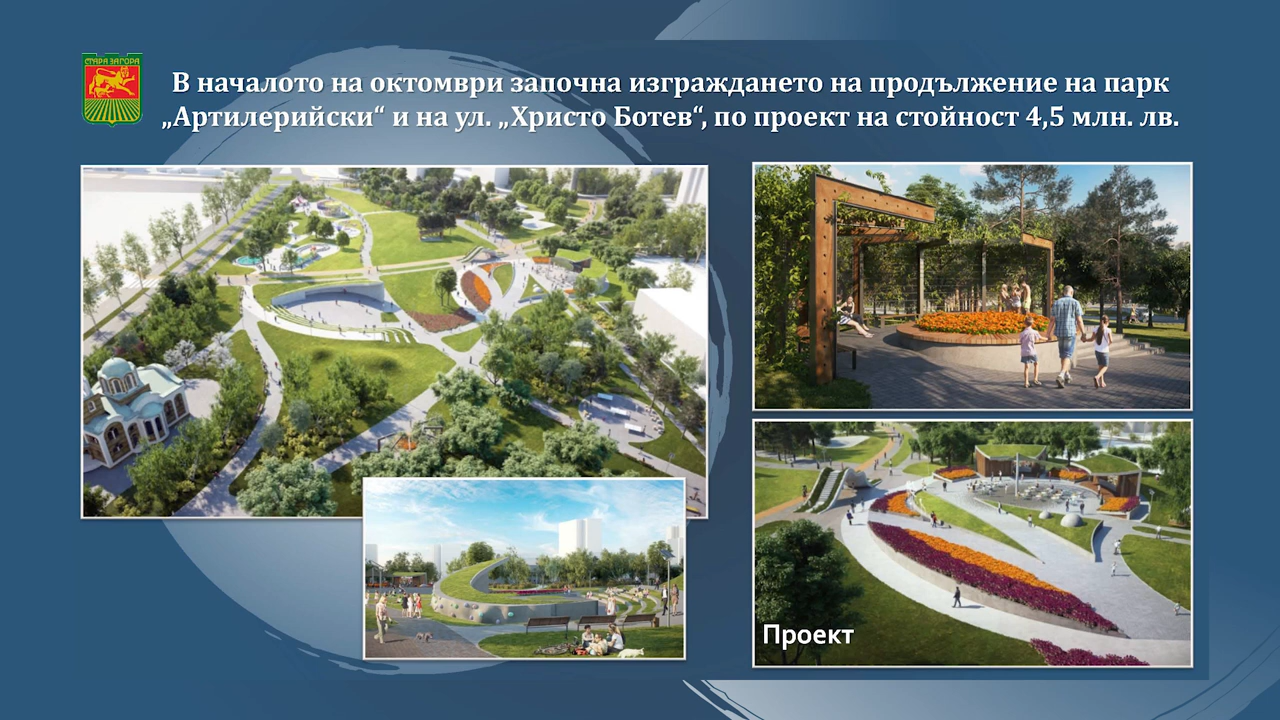 СТАРА ЗАГОРА
В началото на октомври започна изграждането на продължение на парк
„Артилерийски“ и на ул. „Христо Ботев“, по проект на стойност 4,5 млн. лв.
Проект